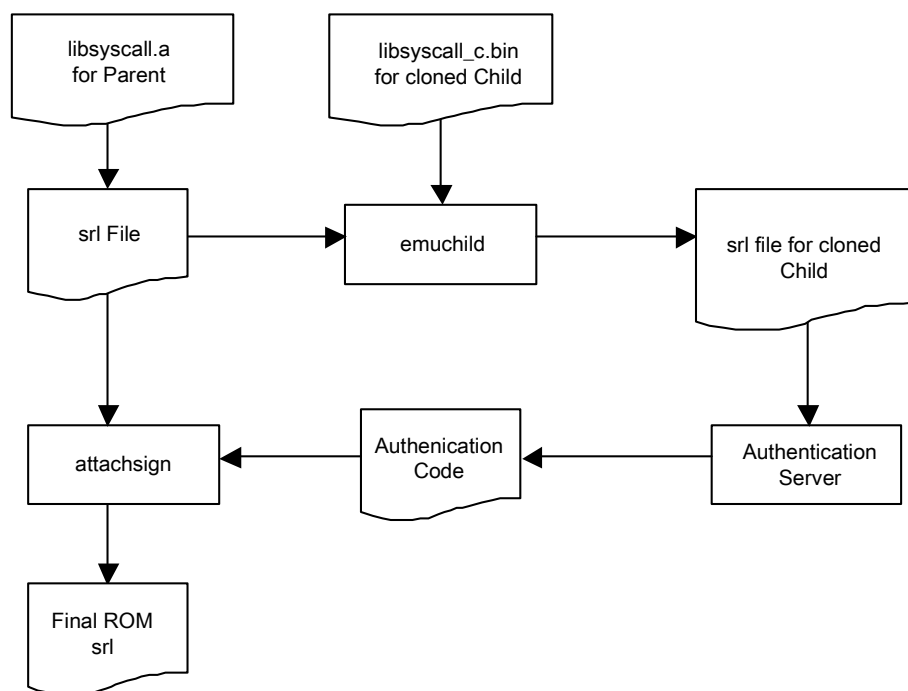 libsyscall.a
for Parent
libsyscall_c.bin
for cloned Child
srl File
emuchild
srl file for cloned
Child
attachsign
Authenication
Code
Authentication
Server
Final ROM
srl